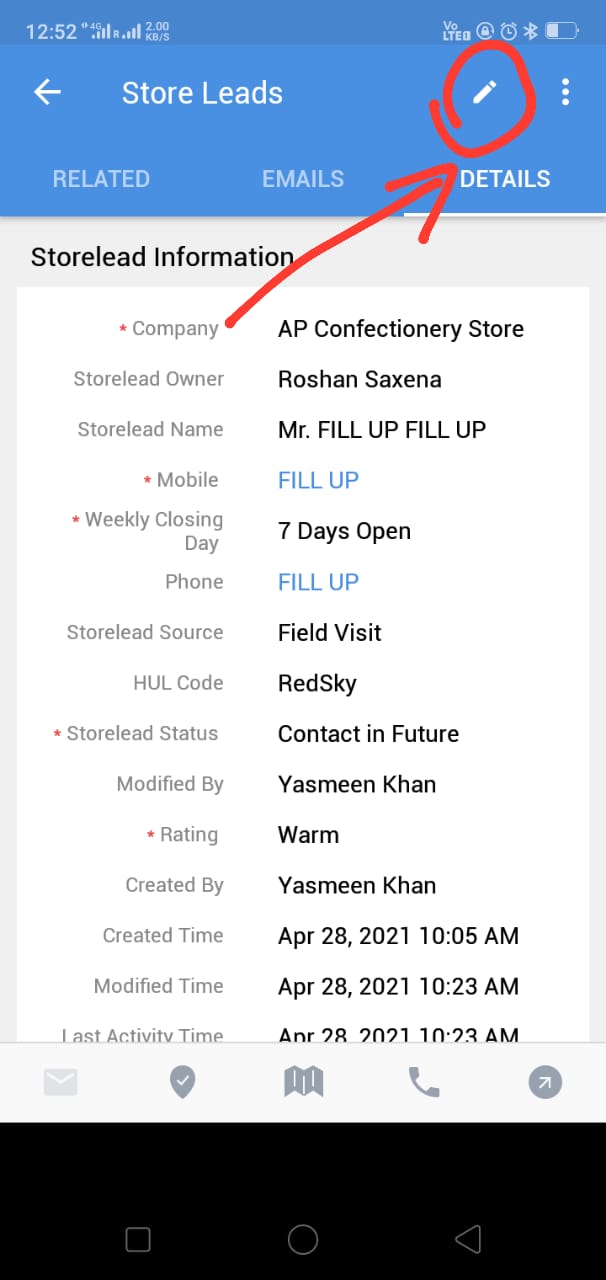 12:52 4G R 2.00 KB/S Vo LTE
Store Leads
RELATED EMAILS DETAILS
Storelead Information
* Company AP Confectionery Store
Storelead Owner Roshan Saxena
Storelead Name Mr. FILL UP FILL UP
* Mobile FILL UP
* Weekly Closing
Day 7 Days Open
Phone FILL UP
Storelead Source Field Visit
HUL Code RedSky
* Storelead Status Contact in Future
Modified By Yasmeen Khan
* Rating Warm
Created By Yasmeen Khan
Created Time Apr 28, 2021 10:05 AM
Modified Time Apr 28, 2021 10:23 AM
Last Activity Time Apr 28, 2021 10:23 AM